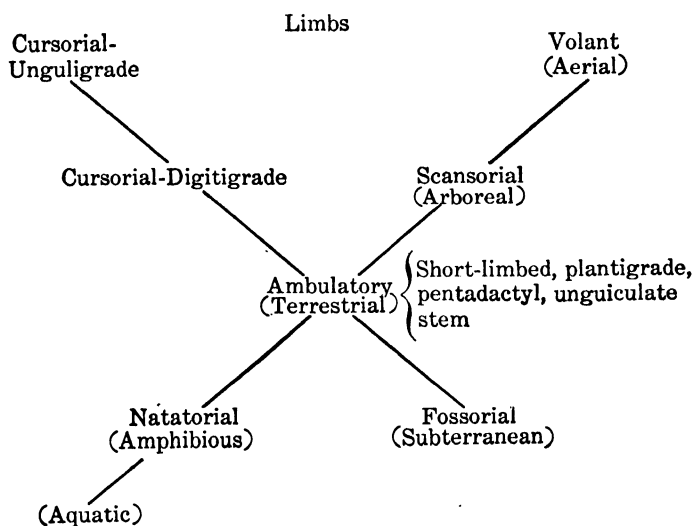 Limbs
Cursorial-
Unguligrade
Volant
(Aerial)
Cursorial-Digitigrade
Scansorial
(Arboreal)
Ambulatory
(Terrestrial)
Short-limbed, plantigrade,
pentadactyl, unguiculate
stem
Natatorial
(Amphibious)
Fossorial
(Subterranean)
(Aquatic)